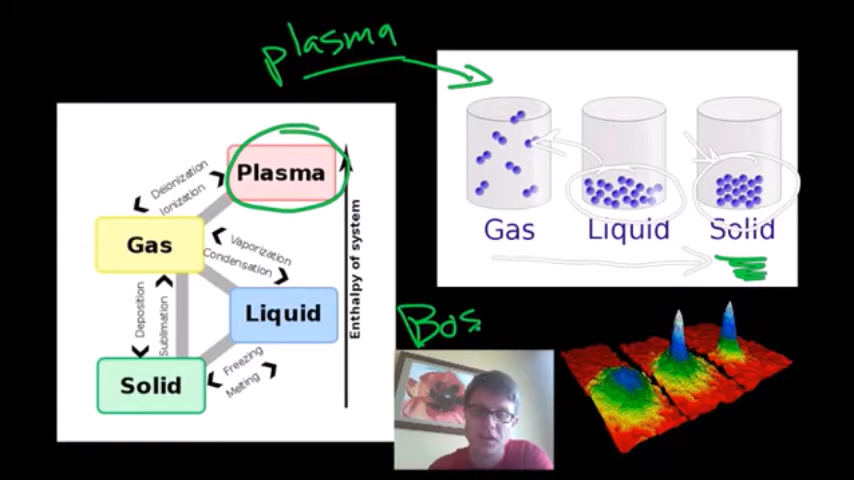 plasma
Plasma
Deionization
Ionization
Gas
Vaporization
Condensation
Enthalpy of system
Deposition
Sublimation
Liquid
Solid
Freezing
Melting
Gas Liquid Solid
Bos